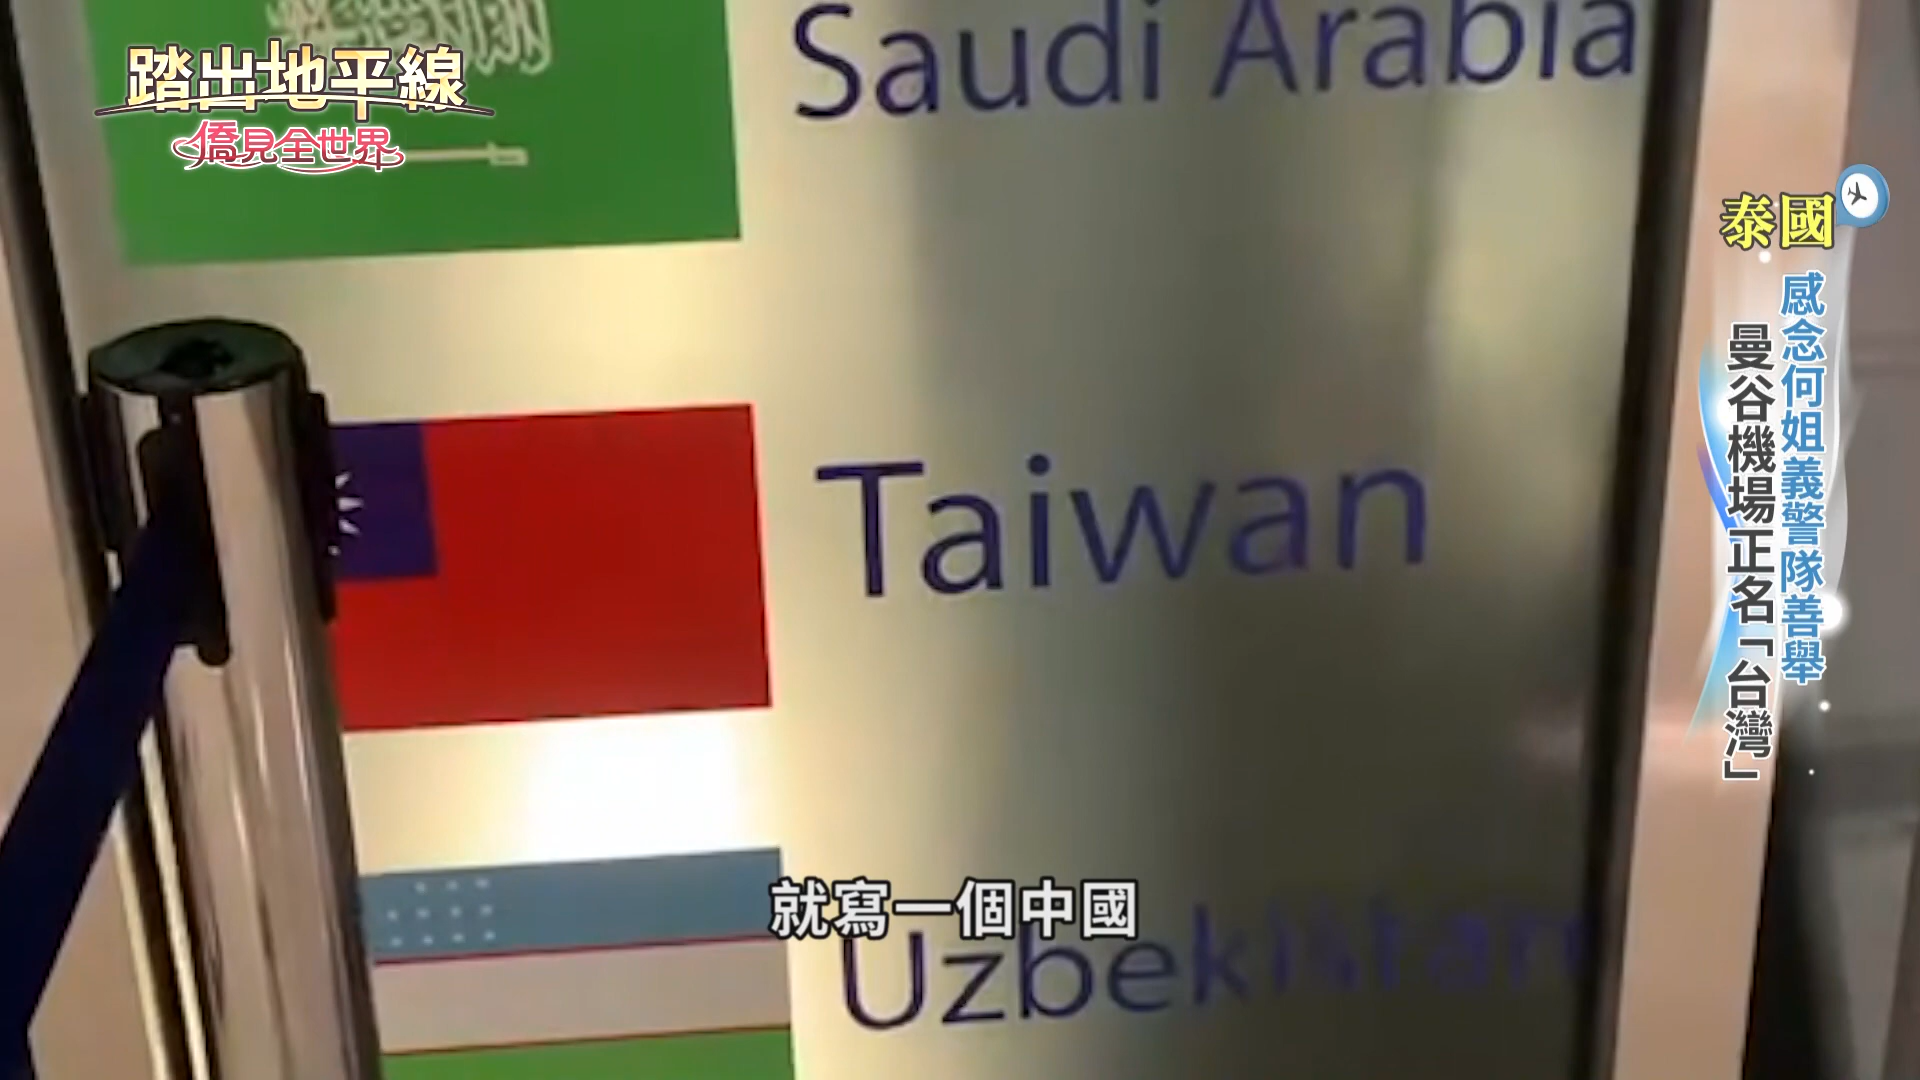 踏出地平線
僑見全世界
Saudi Arabia
泰國
感念何姐義警隊善舉
曼谷機場正名「台灣」
Taiwan
就寫一個中國
Uzbekistan